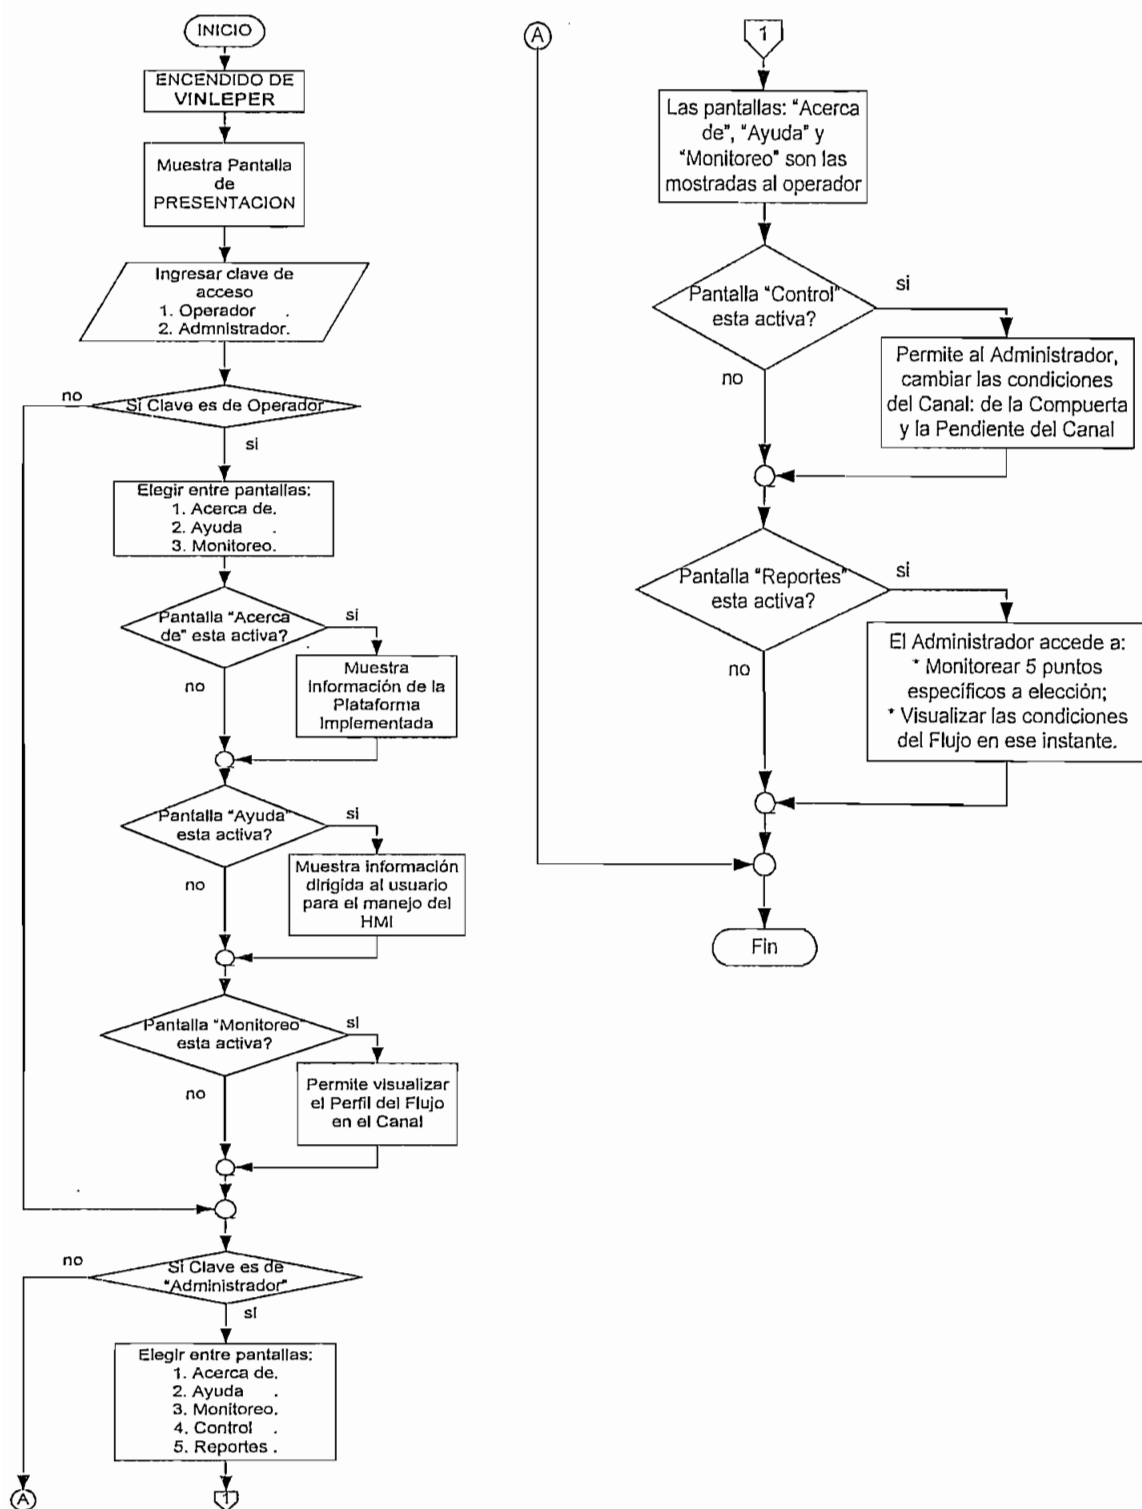 INICIO
ENCENDIDO DE
VINLEPER
Muestra Pantalla
de
PRESENTACION
Ingresar clave de
acceso
1. Operador .
2. Admnistrador.
no
Si Clave es de Operador
si
Elegir entre pantallas:
1. Acerca de.
2. Ayuda .
3. Monitoreo.
Pantalla "Acerca
de" esta activa?
si
no
Muestra
Información de la
Plataforma
Implementada
Pantalla "Ayuda"
esta activa?
si
no
Muestra información
dirigida al usuario
para el manejo del
HMI
Pantalla "Monitoreo"
esta activa?
si
no
Permite visualizar
el Perfil del Flujo
en el Canal
no
Si Clave es de
"Administrador"
si
Elegir entre pantallas:
1. Acerca de.
2. Ayuda .
3. Monitoreo.
4. Control .
5. Reportes .
A
1
A
1
Las pantallas: "Acerca
de", "Ayuda" y
"Monitoreo" son las
mostradas al operador
Pantalla "Control"
esta activa?
si
no
Permite al Administrador,
cambiar las condiciones
del Canal: de la Compuerta
y la Pendiente del Canal
Pantalla "Reportes"
esta activa?
si
no
El Administrador accede a:
* Monitorear 5 puntos
específicos a elección;
* Visualizar las condiciones
del Flujo en ese instante.
Fin